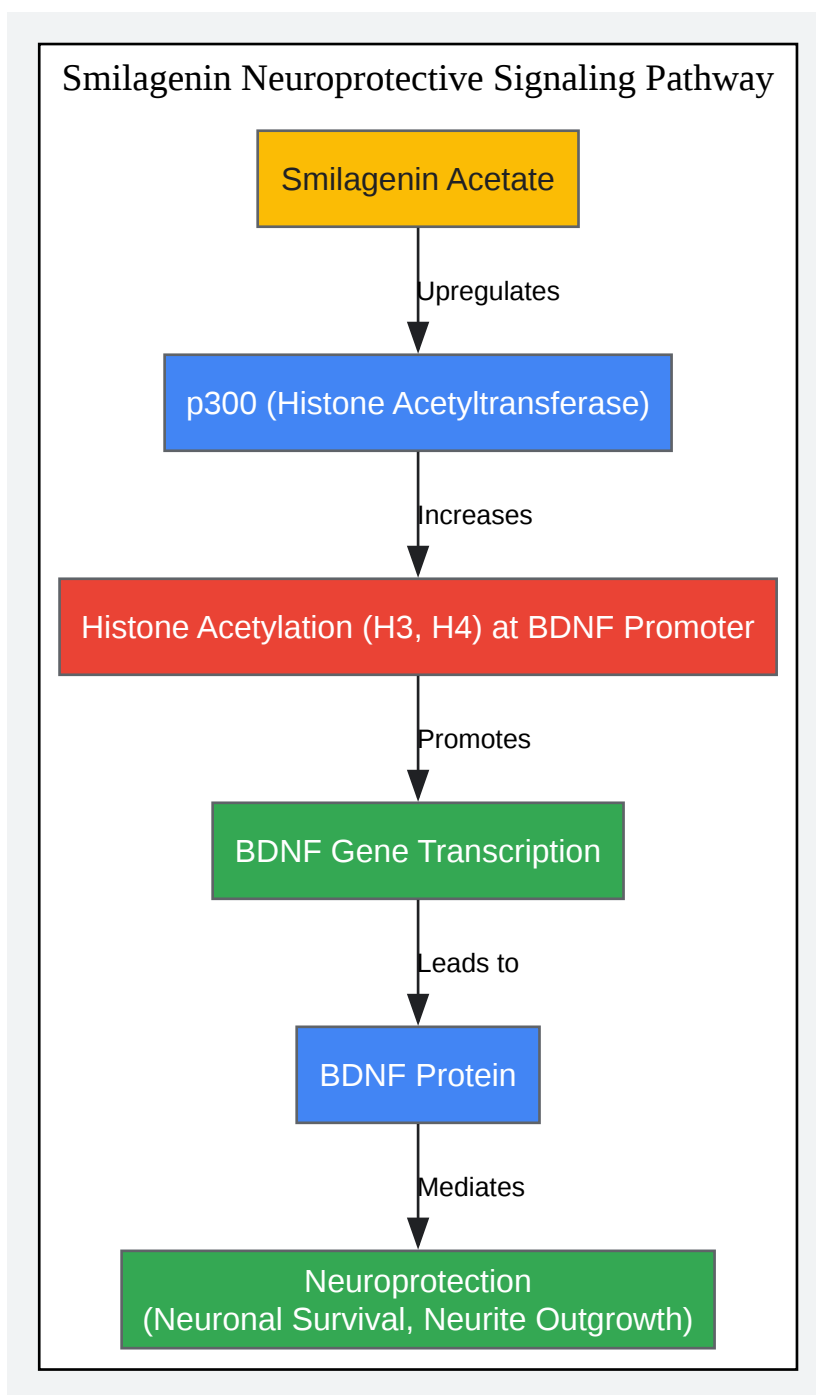 Smilagenin Neuroprotective Signaling Pathway
Smilagenin Acetate
Upregulates
p300 (Histone Acetyltransferase)
Increases
Histone Acetylation (H3, H4) at BDNF Promoter
Promotes
BDNF Gene Transcription
Leads to
BDNF Protein
Mediates
Neuroprotection
(Neuronal Survival, Neurite Outgrowth)